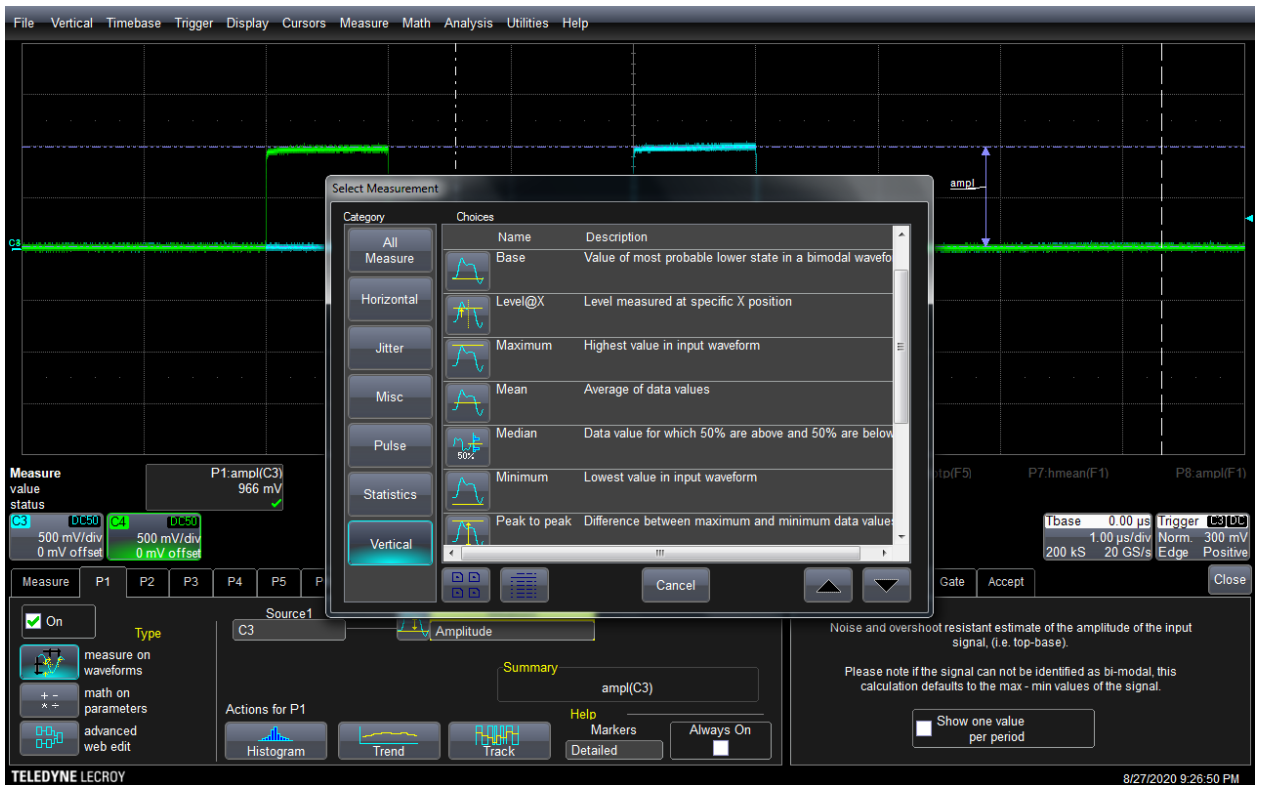 File Vertical Timebase Trigger Display Cursors Measure Math Analysis Utilities Help
ampl
C3
Select Measurement
Category Choices
All Measure
Horizontal
Jitter
Misc
Pulse
Statistics
Vertical
Name Description
Base Value of most probable lower state in a bimodal wavefo
Level@X Level measured at specific X position
Maximum Highest value in input waveform
Mean Average of data values
50%
Median Data value for which 50% are above and 50% are below
Minimum Lowest value in input waveform
Peak to peak Difference between maximum and minimum data value
Cancel
Measure P1:ampl(C3) P7:hmean(F1) P8:ampl(F1)
value 966 mV
status
C3 DC50 C4 DC50
500 mV/div 500 mV/div
0 mV offset 0 mV offset
Tbase 0.00 µs Trigger C3 DC
1.00 µs/div Norm. 300 mV
200 kS 20 GS/s Edge Positive
Measure P1 P2 P3 P4 P5 P Gate Accept Close
On
Type
measure on
waveforms
math on
parameters
advanced
web edit
Source1
C3
Amplitude
Summary
ampl(C3)
Actions for P1
Histogram Trend Track
Help
Markers
Detailed
Always On
Noise and overshoot resistant estimate of the amplitude of the input
signal, (i.e. top-base).
Please note if the signal can not be identified as bi-modal, this
calculation defaults to the max - min values of the signal.
Show one value
per period
TELEDYNE LECROY 8/27/2020 9:26:50 PM